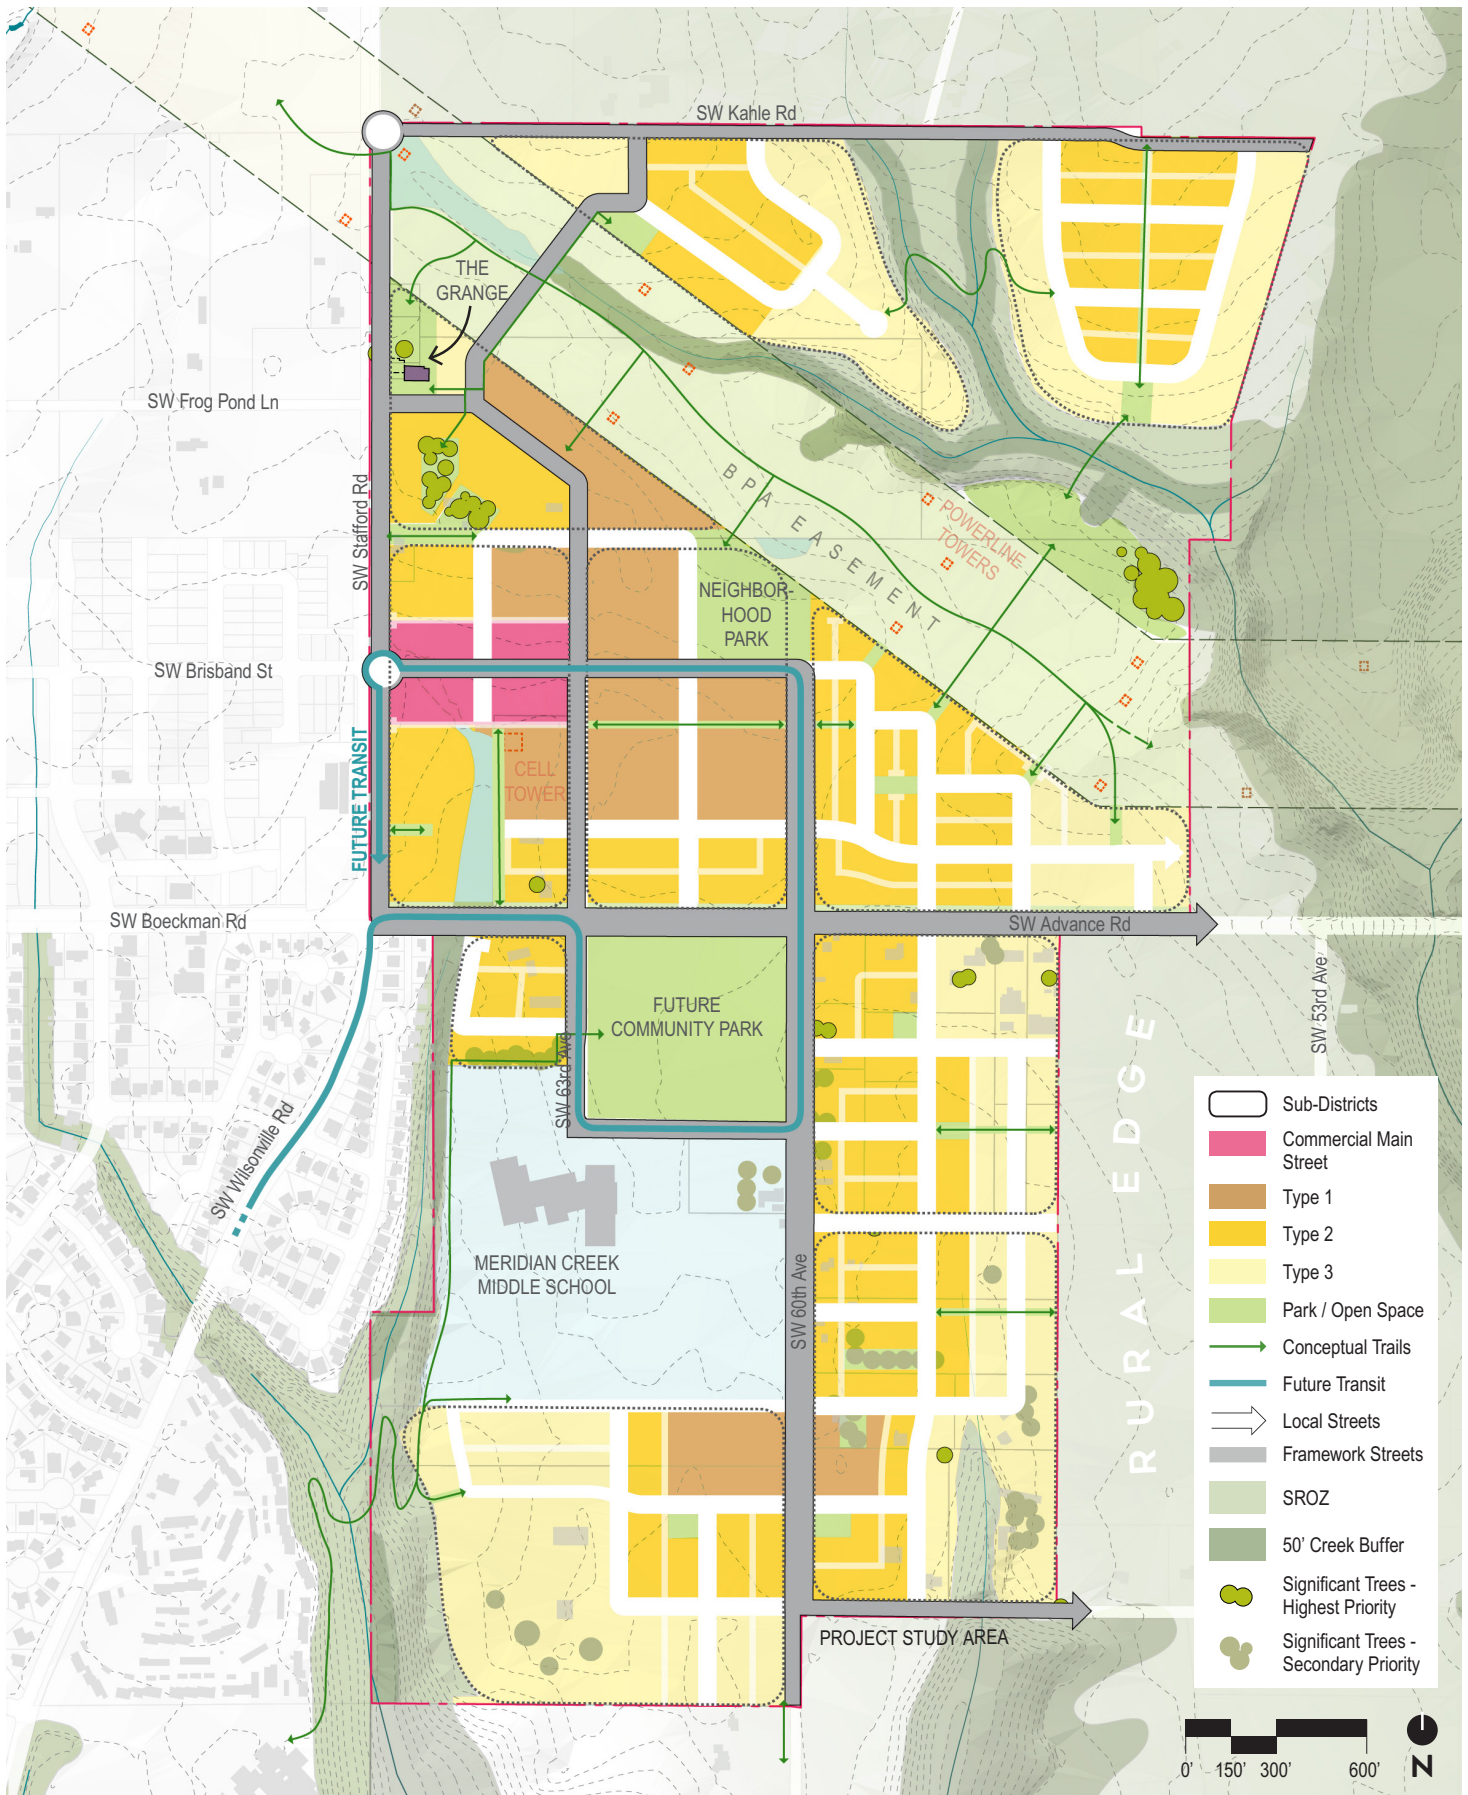 SW Kahle Rd
THE
GRANGE
SW Frog Pond Ln
SW Stafford Rd
BPA EASEMENT
POWERLINE
TOWERS
NEIGHBOR-
HOOD
PARK
SW Brisband St
FUTURE TRANSIT
CELL
TOWER
SW Boeckman Rd
SW Advance Rd
SW 53rd Ave
FUTURE
COMMUNITY PARK
SW 63rd Ave
SW Wilsonville Rd
RURAL EDGE
MERIDIAN CREEK
MIDDLE SCHOOL
SW 60th Ave
PROJECT STUDY AREA
Sub-Districts
Commercial Main
Street
Type 1
Type 2
Type 3
Park / Open Space
Conceptual Trails
Future Transit
Local Streets
Framework Streets
SROZ
50' Creek Buffer
Significant Trees -
Highest Priority
Significant Trees -
Secondary Priority
0' 150' 300' 600'
N